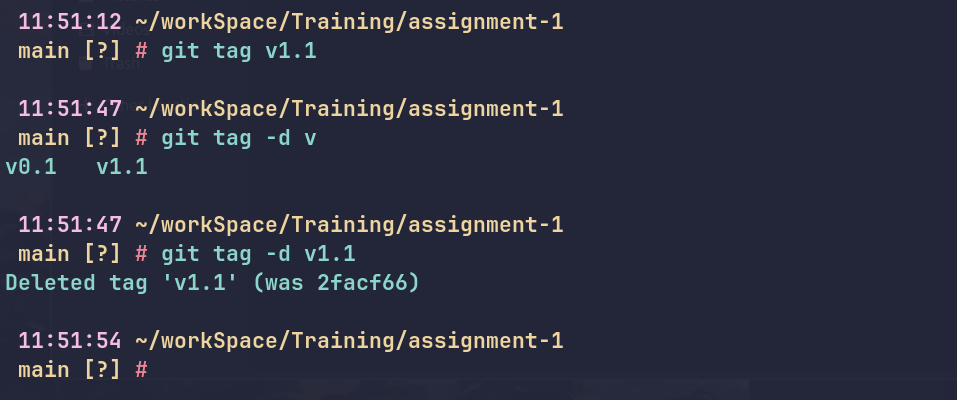 11:51:12 ~/workSpace/Training/assignment-1
main [?] # git tag v1.1
11:51:47 ~/workSpace/Training/assignment-1
main [?] # git tag -d v
v0.1   v1.1
11:51:47 ~/workSpace/Training/assignment-1
main [?] # git tag -d v1.1
Deleted tag 'v1.1' (was 2facf66)
11:51:54 ~/workSpace/Training/assignment-1
main [?] #